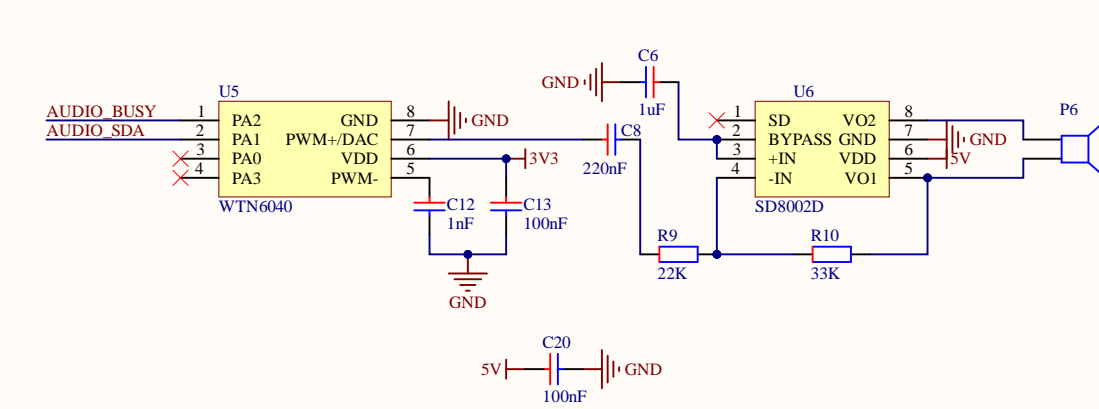 C6
GND
1uF
U5
U6
P6
AUDIO_BUSY
1
PA2
GND
8
GND
1
SD
VO2
8
AUDIO_SDA
2
PA1
PWM+/DAC
7
C8
2
BYPASS
GND
7
GND
3
PA0
VDD
6
3V3
220nF
3
+IN
VDD
6
5V
4
PA3
PWM-
5
4
-IN
VO1
5
WTN6040
C12
1nF
C13
100nF
SD8002D
R9
22K
R10
33K
GND
C20
5V
GND
100nF